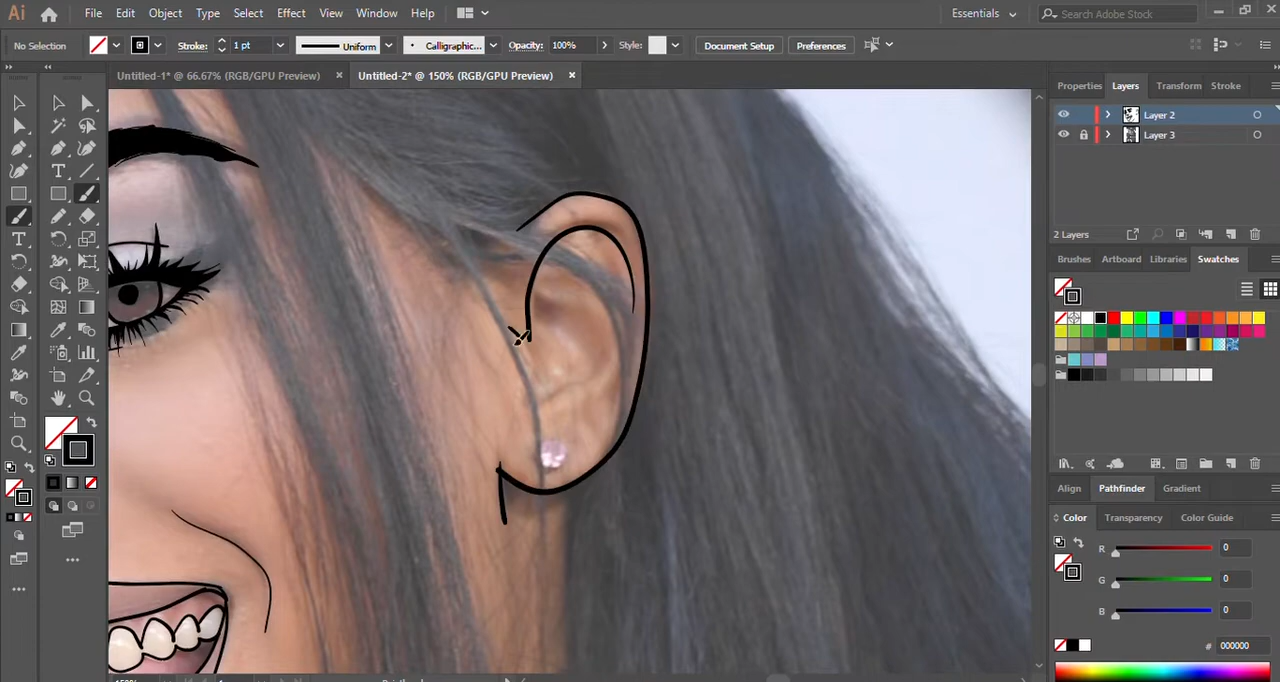 Ai File Edit Object Type Select Effect View Window Help Essentials Search Adobe Stock
No Selection Stroke: 1 pt Uniform Calligraphic... Opacity: 100% Style: Document Setup Preferences
Untitled-1* @ 66.67% (RGB/GPU Preview) × Untitled-2* @ 150% (RGB/GPU Preview) ×
Properties Layers Transform Stroke
Layer 2
Layer 3
2 Layers
Brushes Artboard Libraries Swatches
Align Pathfinder Gradient
Color Transparency Color Guide
R 0
G 0
B 0
# 000000